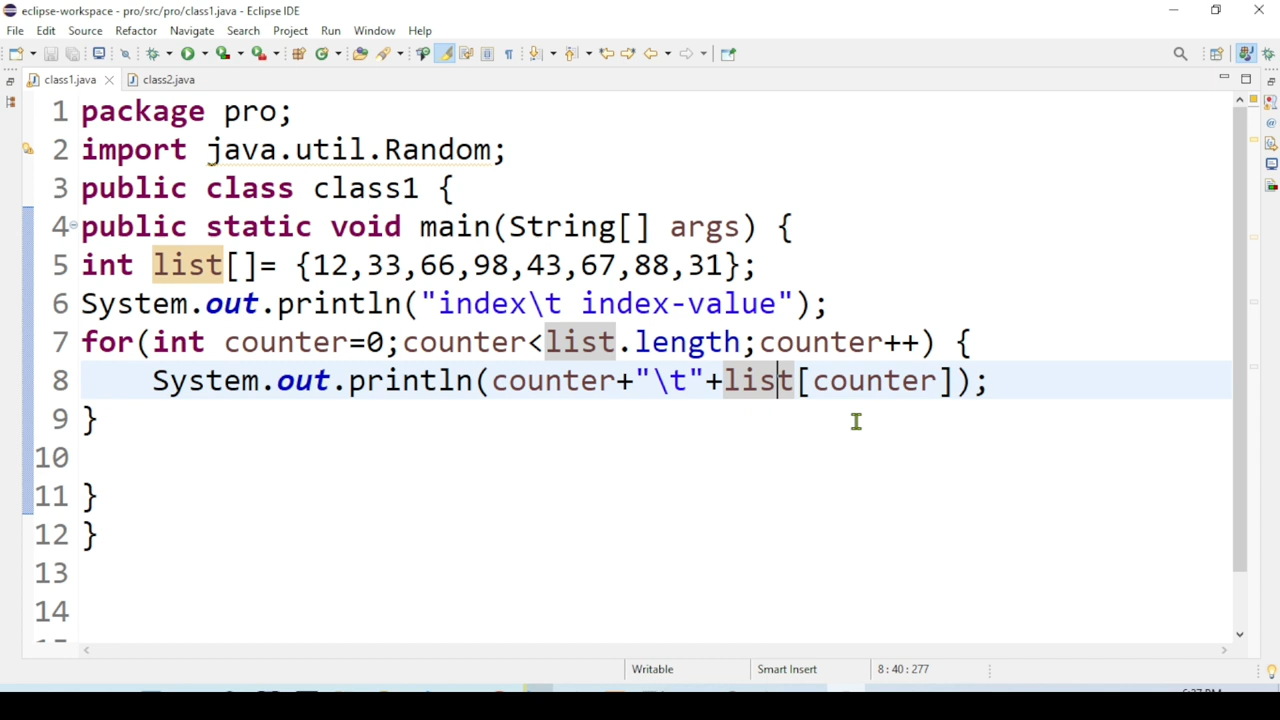 eclipse-workspace - pro/src/pro/class1.java - Eclipse IDE
File Edit Source Refactor Navigate Search Project Run Window Help
class1.java class2.java
1 package pro;
2 import java.util.Random;
3 public class class1 {
4 public static void main(String[] args) {
5 int list[]= {12,33,66,98,43,67,88,31};
6 System.out.println("index\t index-value");
7 for(int counter=0;counter<list.length;counter++) {
8 System.out.println(counter+"\t"+list[counter]);
9 }
10
11 }
12 }
13
14
Writable Smart Insert 8:40:277